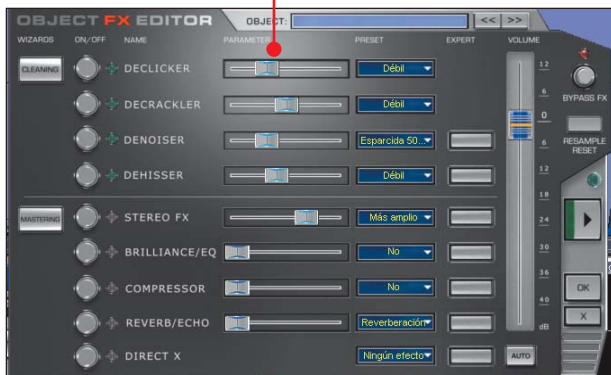 OBJECT FX EDITOR OBJECT: << >>
WIZARDS ON/OFF NAME PARAMETER PRESET EXPERT VOLUME
CLEANING DECLICKER Débil 12
DECRACKLER Débil 6 BYPASS FX
0
DENOISER Esparcida 50... 6 RESAMPLE RESET
DEHISSER Débil 12
18
MASTERING STEREO FX Más amplio 24
BRILLIANCE/EQ No 30
36
COMPRESSOR No OK
40
REVERB/ECHO Reverberación dB X
DIRECT X Ningún efecto AUTO